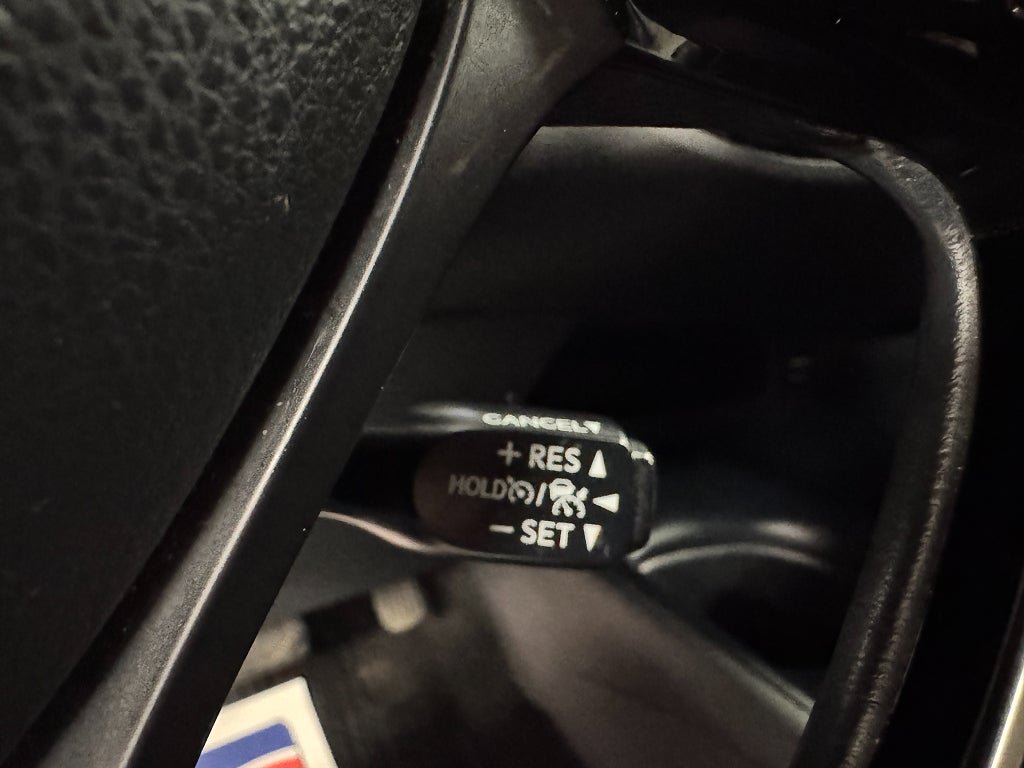 CANCEL▼
+ RES ▲
HOLD / ◀
− SET ▼